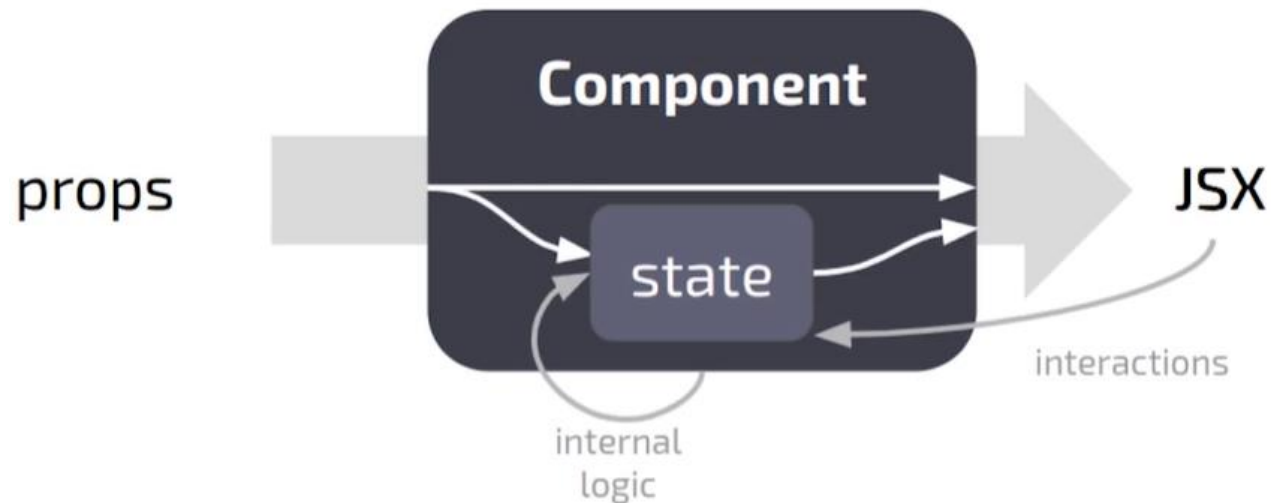 Component
props
JSX
state
interactions
internal
logic